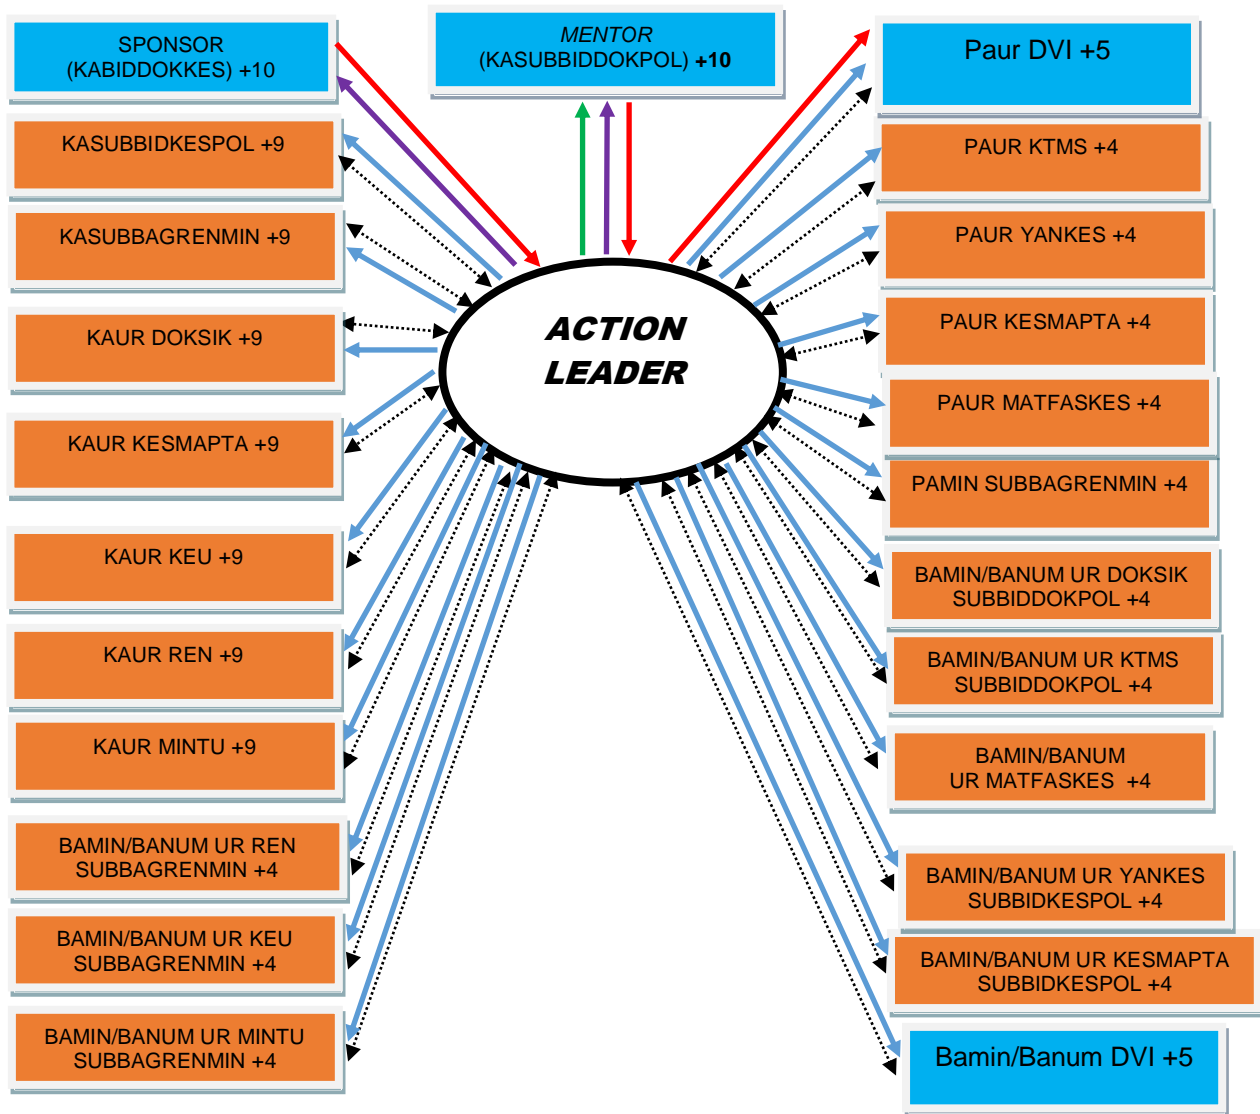 SPONSOR
(KABIDDOKKES) +10
MENTOR
(KASUBBIDDOKPOL) +10
Paur DVI +5
KASUBBIDKESPOL +9
KASUBBAGRENMIN +9
KAUR DOKSIK +9
KAUR KESMAPTA +9
KAUR KEU +9
KAUR REN +9
KAUR MINTU +9
BAMIN/BANUM UR REN
SUBBAGRENMIN +4
BAMIN/BANUM UR KEU
SUBBAGRENMIN +4
BAMIN/BANUM UR MINTU
SUBBAGRENMIN +4
ACTION
LEADER
PAUR KTMS +4
PAUR YANKES +4
PAUR KESMAPTA +4
PAUR MATFASKES +4
PAMIN SUBBAGRENMIN +4
BAMIN/BANUM UR DOKSIK
SUBBIDDOKPOL +4
BAMIN/BANUM UR KTMS
SUBBIDDOKPOL +4
BAMIN/BANUM
UR MATFASKES +4
BAMIN/BANUM UR YANKES
SUBBIDKESPOL +4
BAMIN/BANUM UR KESMAPTA
SUBBIDKESPOL +4
Bamin/Banum DVI +5